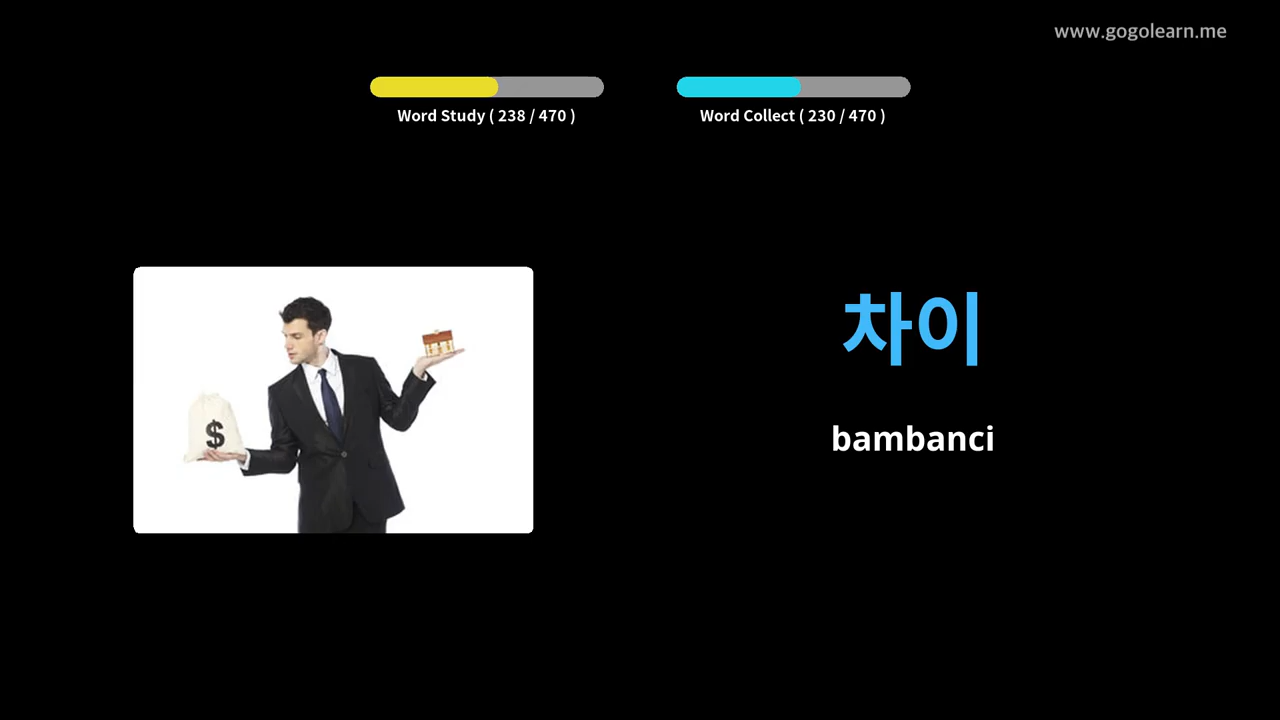 www.gogolearn.me
Word Study ( 238 / 470 )
Word Collect ( 230 / 470 )
차이
$
bambanci